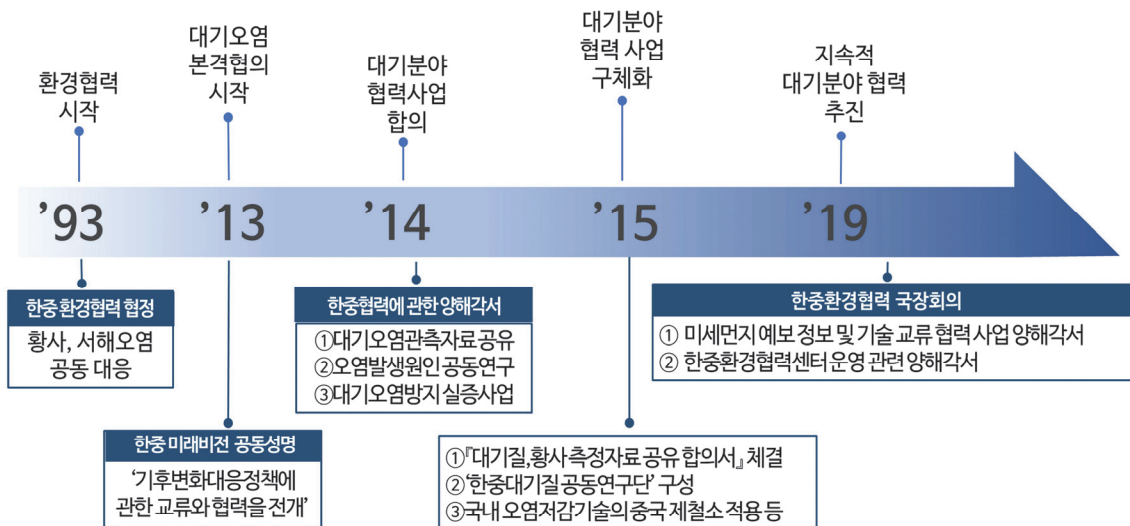 환경협력
시작
대기오염
본격협의
시작
대기분야
협력사업
합의
대기분야
협력 사업
구체화
지속적
대기분야 협력
추진
’93
’13
’14
’15
’19
한중 환경협력 협정
황사, 서해오염
공동 대응
한중 미래비전 공동성명
‘기후변화대응정책에
관한 교류와 협력을 전개’
한중협력에 관한 양해각서
①대기오염관측자료 공유
②오염발생원인 공동연구
③대기오염방지 실증사업
①『대기질,황사 측정자료 공유 합의서』 체결
②‘한중대기질 공동연구단’ 구성
③국내 오염저감기술의 중국 제철소 적용 등
한중환경협력 국장회의
① 미세먼지 예보 정보 및 기술 교류 협력 사업 양해각서
② 한중환경협력센터 운영 관련 양해각서